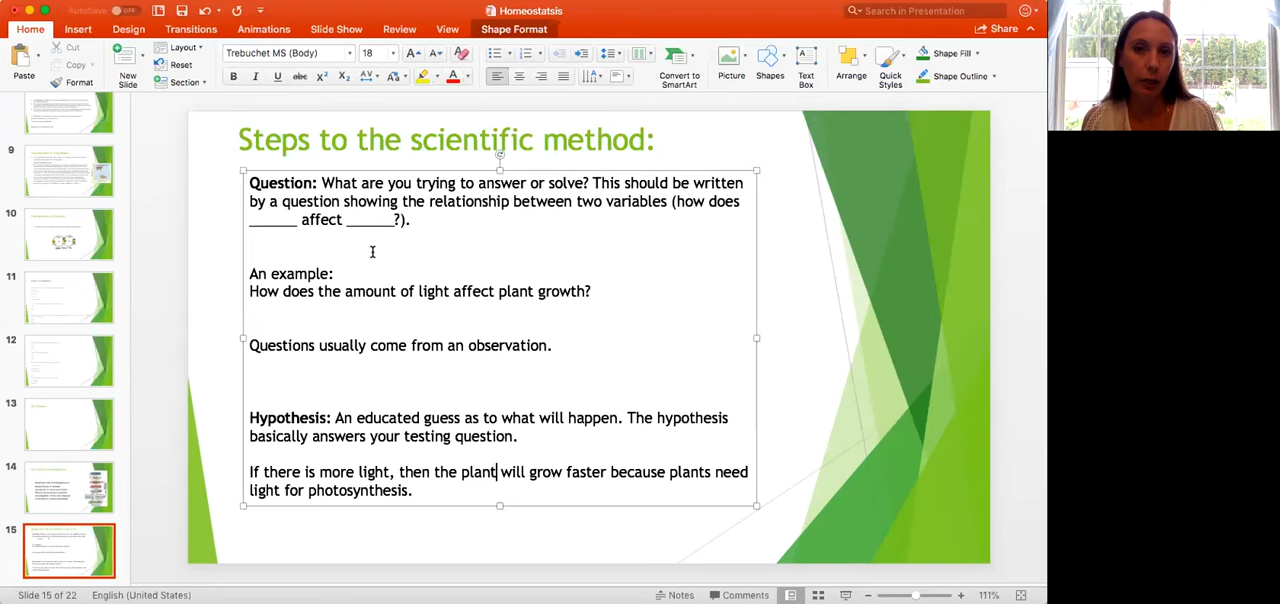 AutoSave OFF
Homeostatsis
Search in Presentation
Home Insert Design Transitions Animations Slide Show Review View Shape Format Share
Paste Cut Copy Format
New Slide Layout Reset Section
Trebuchet MS (Body) 18
Convert to SmartArt Picture Shapes Text Box Arrange Quick Styles Shape Fill Shape Outline
Steps to the scientific method:
Question: What are you trying to answer or solve? This should be written
by a question showing the relationship between two variables (how does
______ affect ______?).
An example:
How does the amount of light affect plant growth?
Questions usually come from an observation.
Hypothesis: An educated guess as to what will happen. The hypothesis
basically answers your testing question.
If there is more light, then the plant will grow faster because plants need
light for photosynthesis.
9
10
11
12
13
14
15
Slide 15 of 22 English (United States) Notes Comments 111%